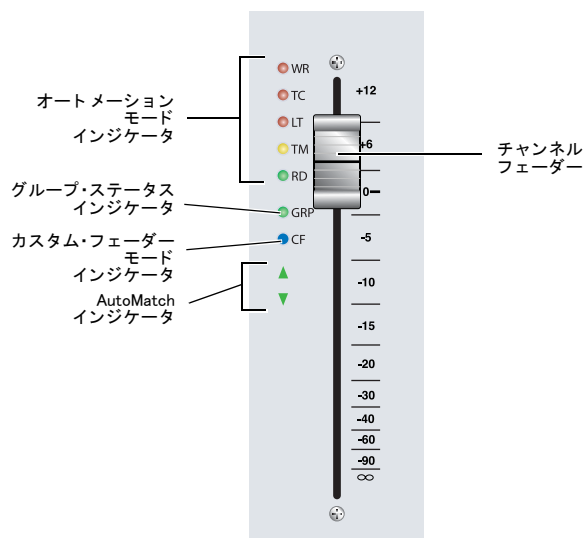 オートメーション
モード
インジケータ
グループ・ステータス
インジケータ
カスタム・フェーダー
モード
インジケータ
AutoMatch
インジケータ
WR
TC
LT
TM
RD
GRP
CF
+12
+6
0
-5
-10
-15
-20
-30
-40
-60
-90
∞
チャンネル
フェーダー